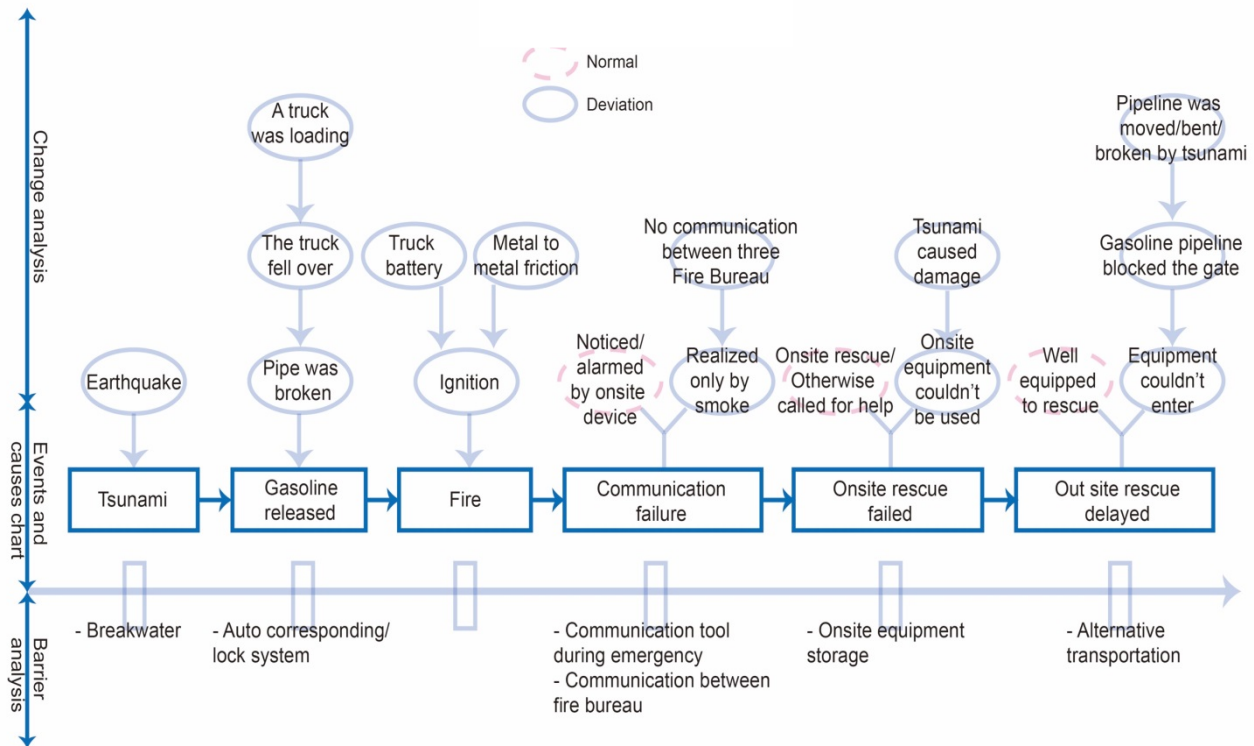 Normal
Deviation
Change analysis
A truck
was loading
Pipeline was
moved/bent/
broken by tsunami
The truck
fell over
Truck
battery
Metal to
metal friction
No communication
between three
Fire Bureau
Tsunami
caused
damage
Gasoline pipeline
blocked the gate
Earthquake
Pipe was
broken
Ignition
Noticed/
alarmed
by onsite
device
Realized
only by
smoke
Onsite rescue/
Otherwise
called for help
Onsite
equipment
couldn't
be used
Well
equipped
to rescue
Equipment
couldn't
enter
Events and
causes chart
Tsunami
Gasoline
released
Fire
Communication
failure
Onsite rescue
failed
Out site rescue
delayed
Barrier
analysis
- Breakwater
- Auto corresponding/
lock system
- Communication tool
during emergency
- Communication between
fire bureau
- Onsite equipment
storage
- Alternative
transportation